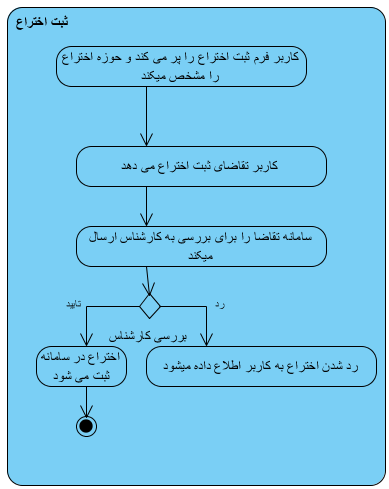 ثبت اختراع
کاربر فرم ثبت اختراع را پر می کند و حوزه اختراع
را مشخص میکند
کاربر تقاضای ثبت اختراع می دهد
سامانه تقاضا را برای بررسی به کارشناس ارسال
میکند
رد
تایید
بررسی کارشناس
رد شدن اختراع به کاربر اطلاع داده میشود
اختراع در سامانه
ثبت می شود